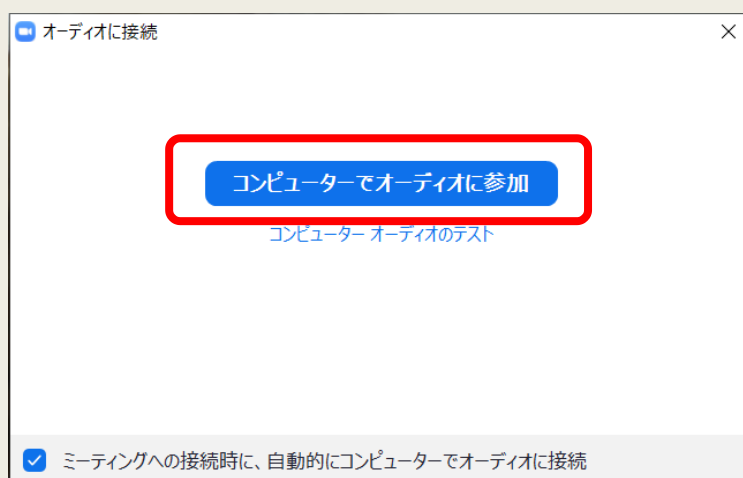 オーディオに接続
コンピューターでオーディオに参加
コンピューター オーディオのテスト
ミーティングへの接続時に、自動的にコンピューターでオーディオに接続